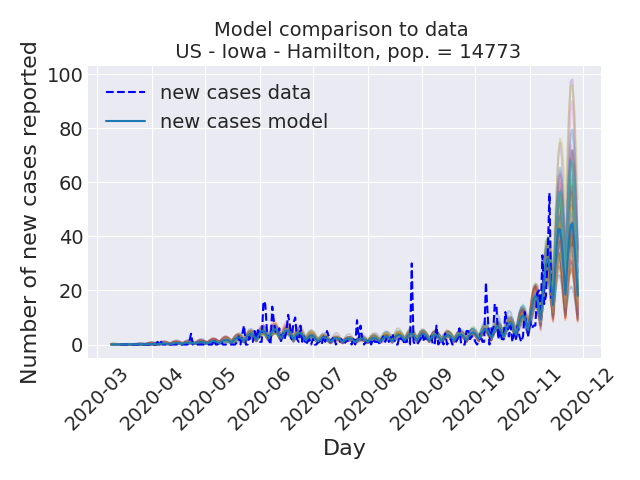 Model comparison to data
US - Iowa - Hamilton, pop. = 14773
Number of new cases reported
100
80
60
40
20
0
new cases data
new cases model
2020-03
2020-04
2020-05
2020-06
2020-07
2020-08
2020-09
2020-10
2020-11
2020-12
Day